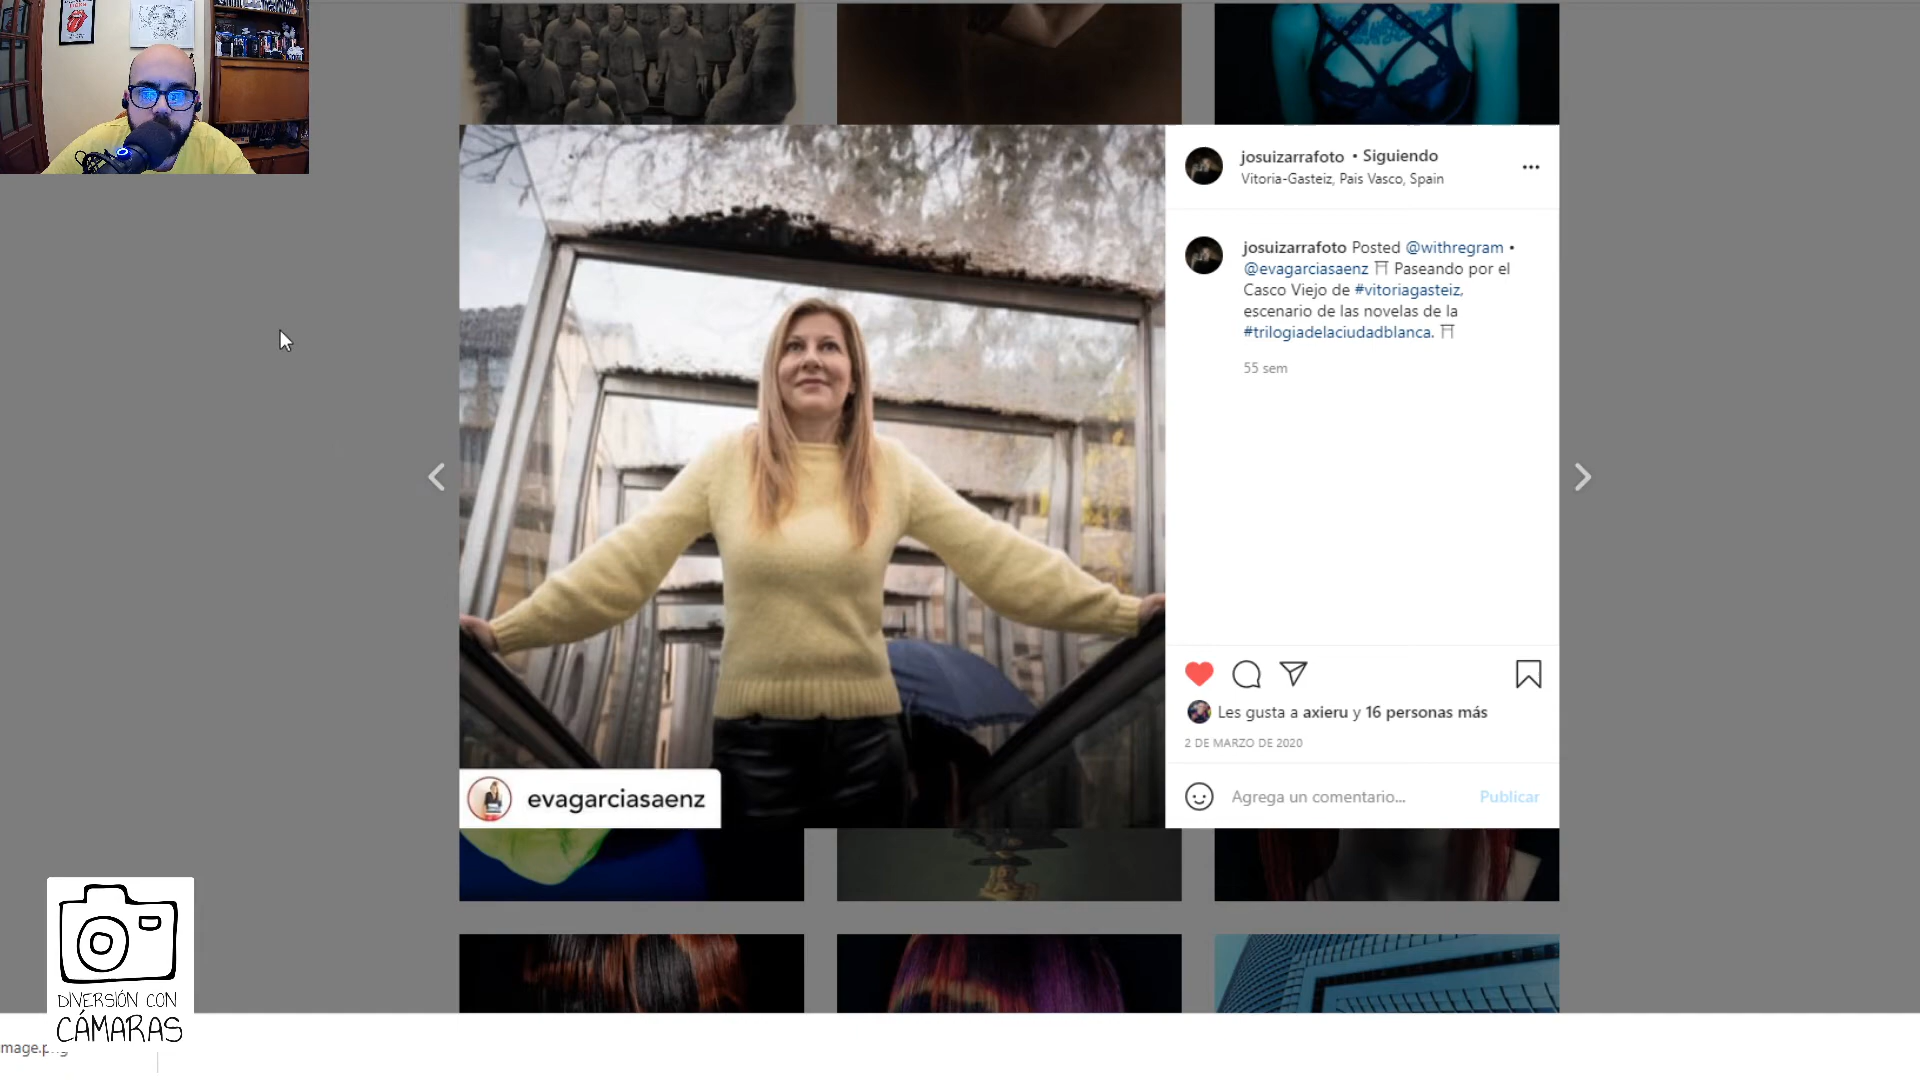 josuizarrafoto • Siguiendo
Vitoria-Gasteiz, Pais Vasco, Spain
josuizarrafoto Posted @withregram •
@evagarciasaenz ⛩ Paseando por el
Casco Viejo de #vitoriagasteiz,
escenario de las novelas de la
#trilogiadelaciudadblanca. ⛩
55 sem
Les gusta a axieru y 16 personas más
2 DE MARZO DE 2020
Agrega un comentario... Publicar
evagarciasaenz
DIVERSIÓN CON
CÁMARAS